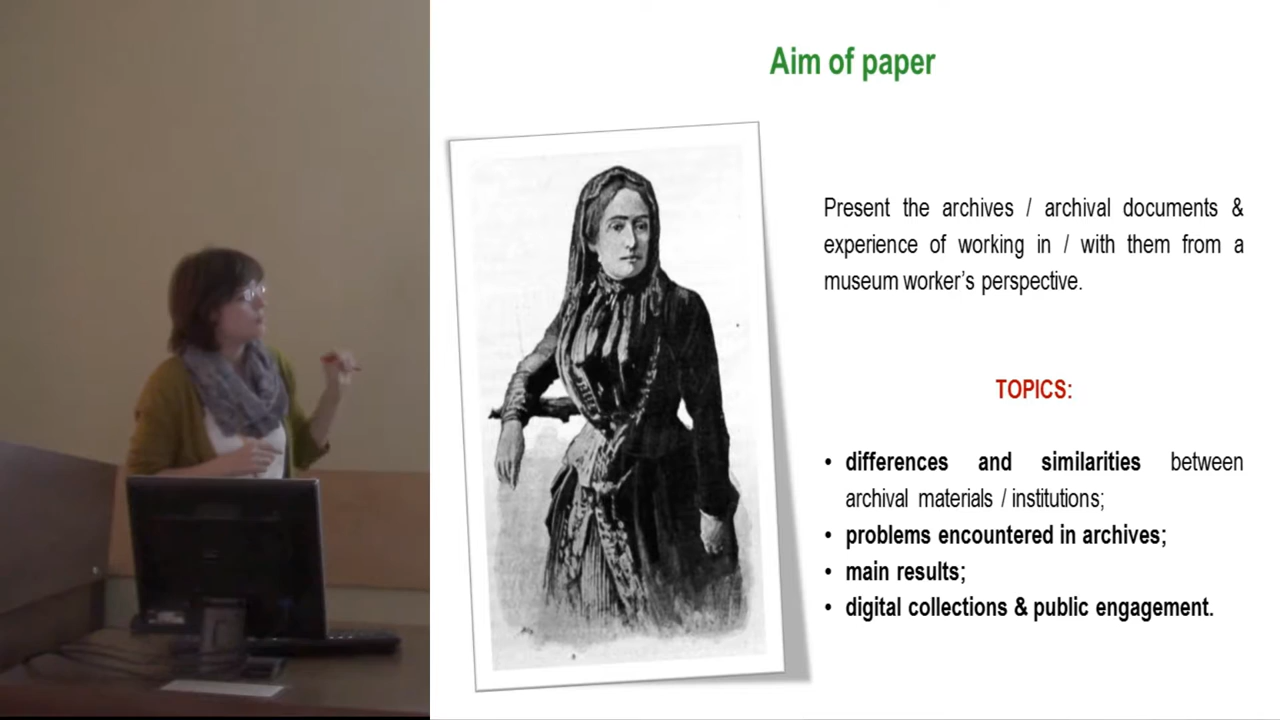 Aim of paper
Present the archives / archival documents &
experience of working in / with them from a
museum worker's perspective.
TOPICS:
• differences and similarities between
archival materials / institutions;
• problems encountered in archives;
• main results;
• digital collections & public engagement.